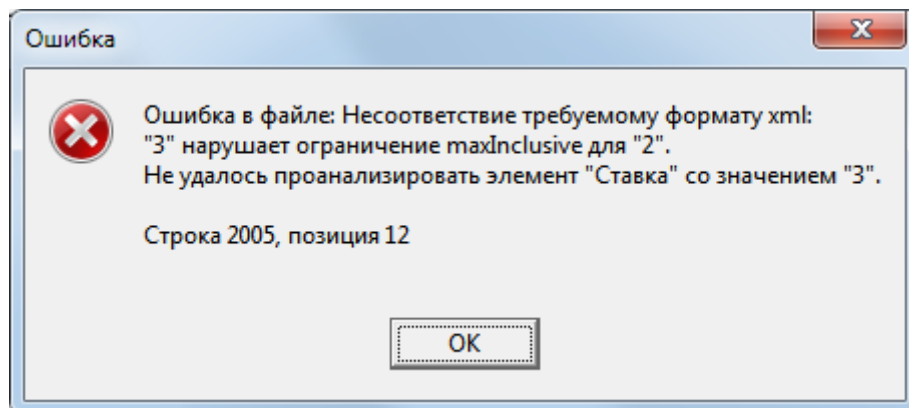 Ошибка
Ошибка в файле: Несоответствие требуемому формату xml:
"3" нарушает ограничение maxInclusive для "2".
Не удалось проанализировать элемент "Ставка" со значением "3".
Строка 2005, позиция 12
ОК